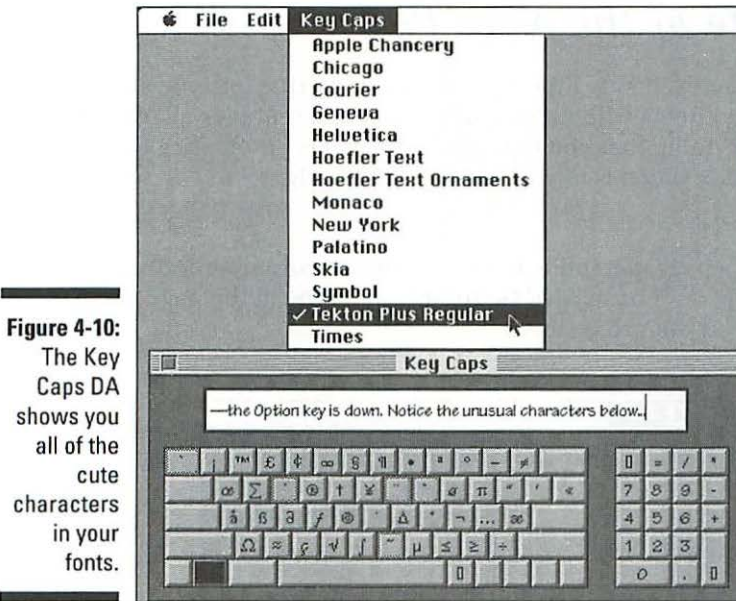 File Edit Key Caps
Apple Chancery
Chicago
Courier
Geneva
Helvetica
Hoefler Text
Hoefler Text Ornaments
Monaco
New York
Palatino
Skia
Symbol
✓ Tekton Plus Regular
Times
Key Caps
—the Option key is down. Notice the unusual characters below..
` ¡ ™ £ ¢ ∞ § ¶ • ª º – ≠
œ ∑ ´ ® † ¥ ¨ ˆ ø π “ ‘ «
å ß ∂ ƒ © ˙ ∆ ˚ ¬ … æ
Ω ≈ ç √ ∫ ˜ µ ≤ ≥ ÷
= / *
7 8 9 -
4 5 6 +
1 2 3
0 .
Figure 4-10:
The Key
Caps DA
shows you
all of the
cute
characters
in your
fonts.